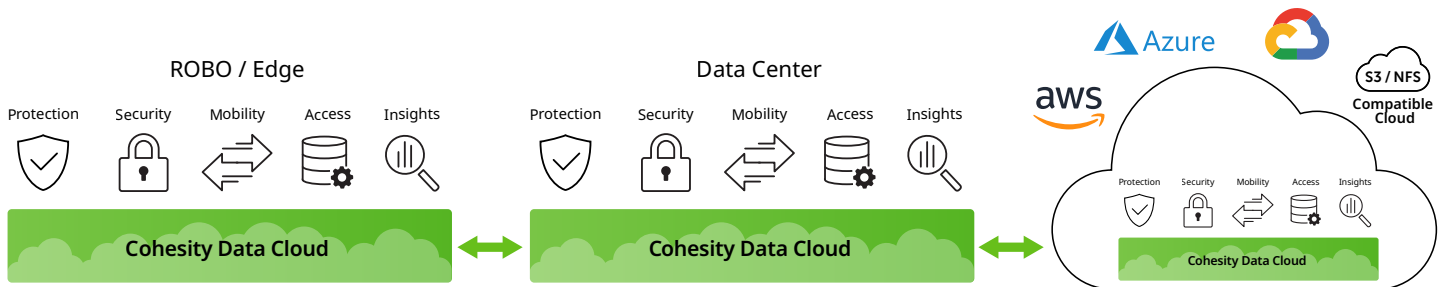 ROBO / Edge
Protection Security Mobility Access Insights
Cohesity Data Cloud
Data Center
Protection Security Mobility Access Insights
Cohesity Data Cloud
Azure
aws
S3 / NFS
Compatible
Cloud
Protection Security Mobility Access Insights
Cohesity Data Cloud